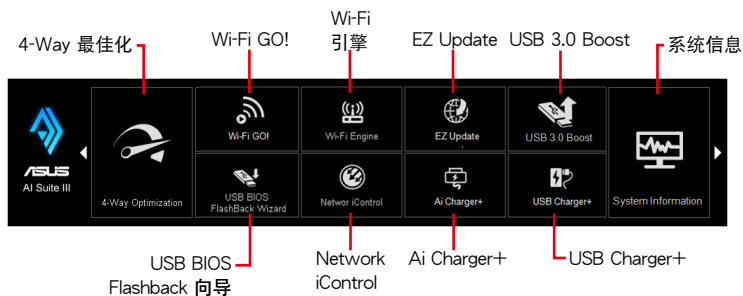 Wi-Fi
4-Way 最佳化
Wi-Fi GO!
引擎
EZ Update
USB 3.0 Boost
系统信息
Wi-Fi GO!
Wi-Fi Engine
EZ Update
USB 3.0 Boost
ASUS
AI Suite III
4-Way Optimization
USB BIOS
FlashBack Wizard
Networ iControl
Ai Charger+
USB Charger+
System Information
USB BIOS
Flashback 向导
Network
iControl
Ai Charger+
USB Charger+